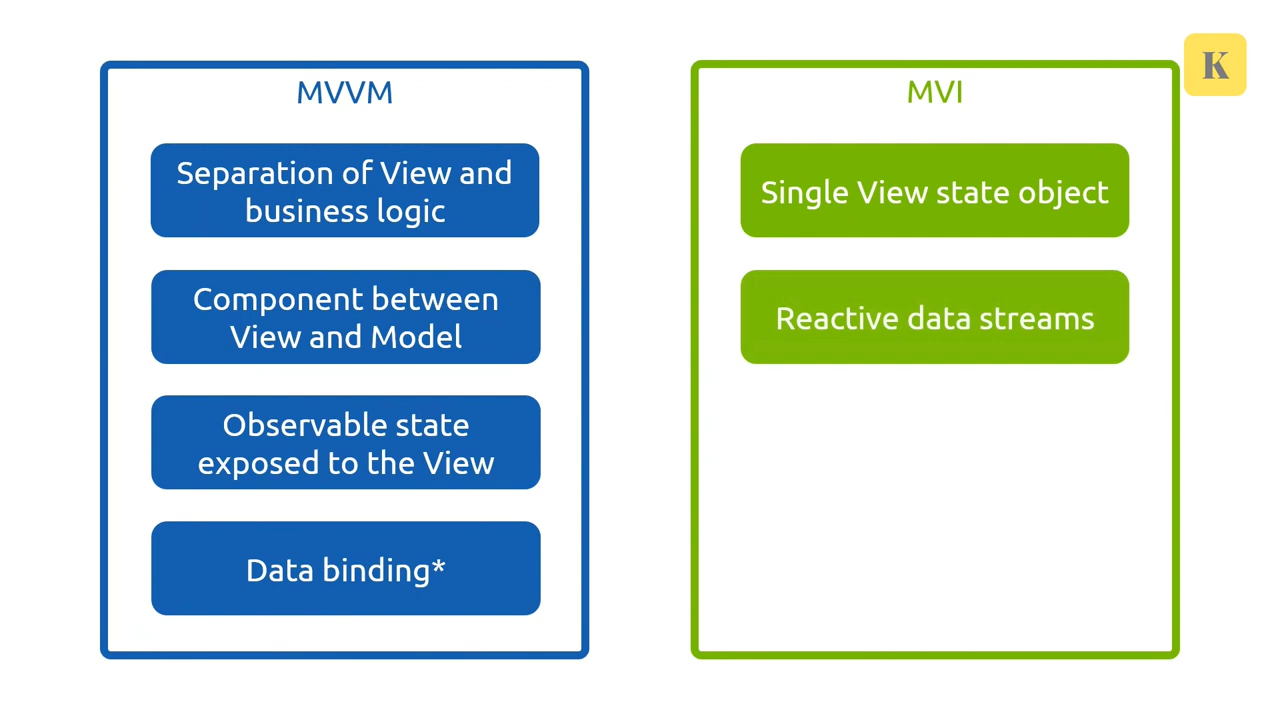 MVVM
Separation of View and
business logic
Component between
View and Model
Observable state
exposed to the View
Data binding*
MVI
Single View state object
Reactive data streams
K